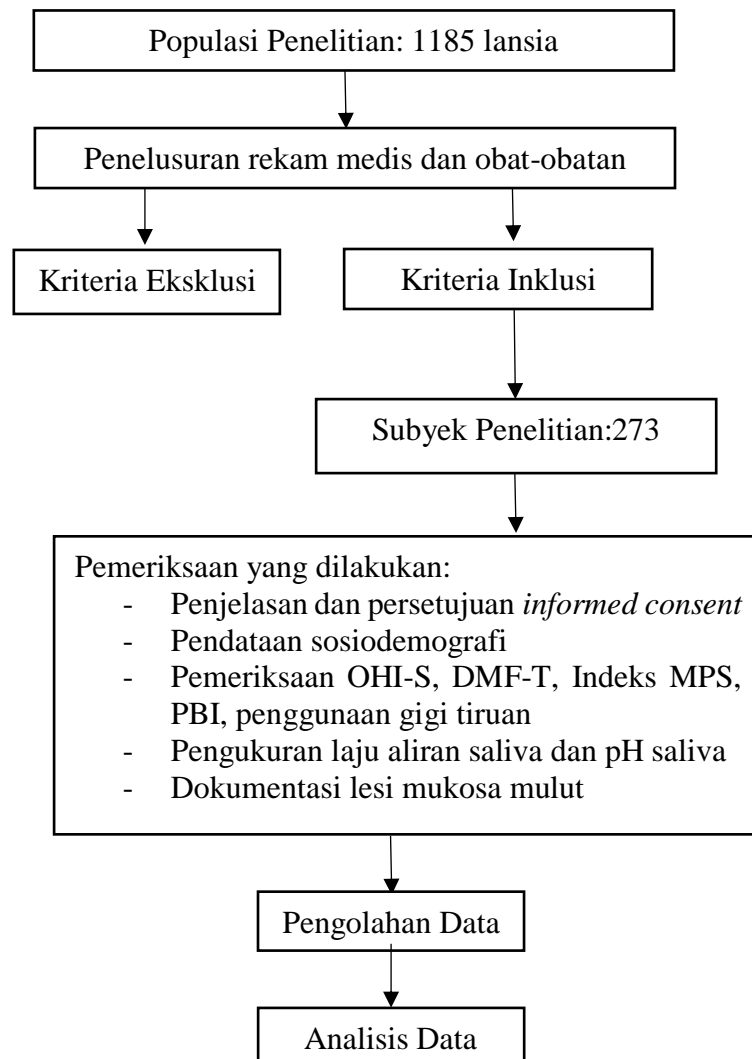 Populasi Penelitian: 1185 lansia
Penelusuran rekam medis dan obat-obatan
Kriteria Eksklusi
Kriteria Inklusi
Subyek Penelitian:273
Pemeriksaan yang dilakukan:
- Penjelasan dan persetujuan informed consent
- Pendataan sosiodemografi
- Pemeriksaan OHI-S, DMF-T, Indeks MPS,
PBI, penggunaan gigi tiruan
- Pengukuran laju aliran saliva dan pH saliva
- Dokumentasi lesi mukosa mulut
Pengolahan Data
Analisis Data